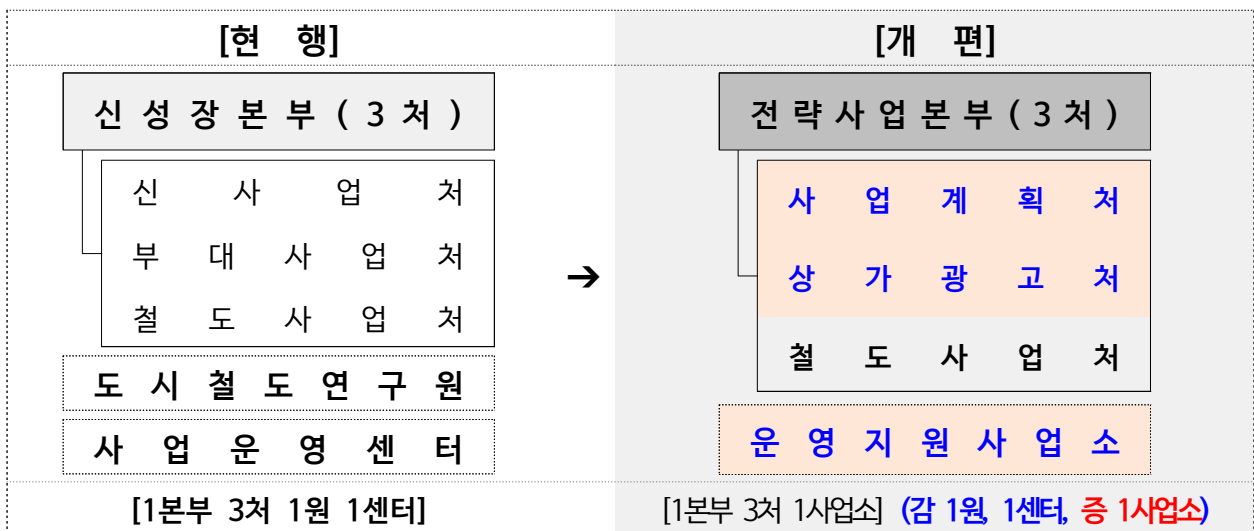 [현 행]
신성장본부(3처)
신사업처
부대사업처
철도사업처
도시철도연구원
사업운영센터
[1본부 3처 1원 1센터]
➔
[개 편]
전략사업본부(3처)
사업계획처
상가광고처
철도사업처
운영지원사업소
[1본부 3처 1사업소] (감 1원, 1센터, 증 1사업소)